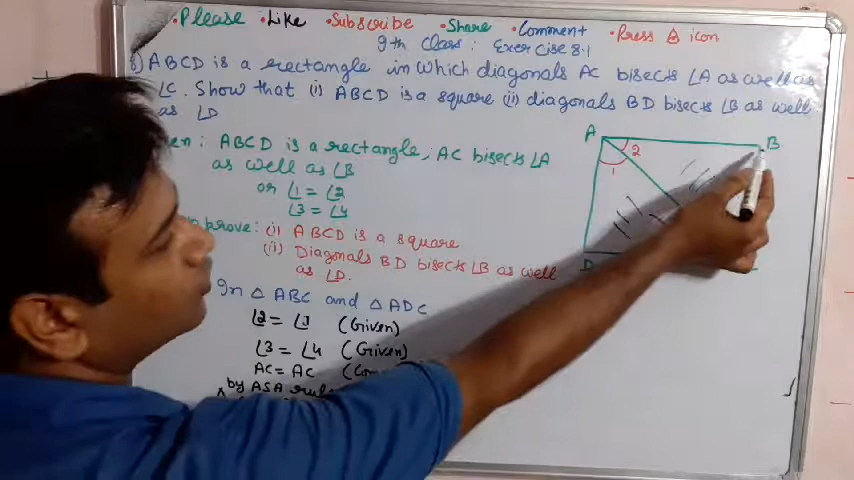 • Please • Like • Subscribe • Share • Comment • Press 🔔 icon
9th class : Exercise 8.1
8) ABCD is a rectangle in which diagonals AC bisects ∠A as well as
∠C. Show that (i) ABCD is a square (ii) diagonals BD bisects ∠B as well
as ∠D
: ABCD is a rectangle, AC bisects ∠A
as well as ∠B
or ∠1 = ∠2
∠3 = ∠4
prove : (i) ABCD is a square
(ii) Diagonals BD bisects ∠B as well
as ∠D.
In △ ABC and △ ADC
∠2 = ∠1 (Given)
∠3 = ∠4 (Given)
AC = AC
by ASA
A
B
2
1
D